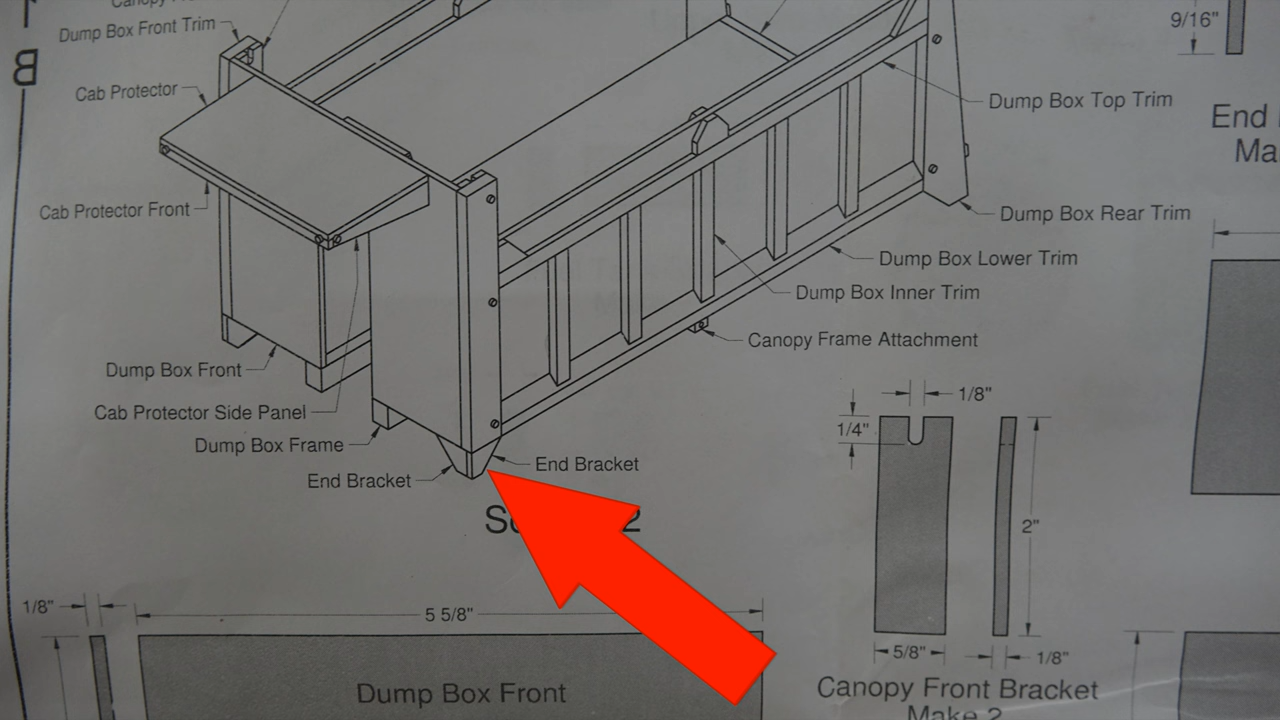 Dump Box Front Trim
B
Cab Protector
Cab Protector Front
Dump Box Front
Cab Protector Side Panel
Dump Box Frame
End Bracket
End Bracket
9/16"
Dump Box Top Trim
End
Dump Box Rear Trim
Dump Box Lower Trim
Dump Box Inner Trim
Canopy Frame Attachment
1/8"
1/4"
2"
5/8"
1/8"
Canopy Front Bracket
Make 2
1/8"
5 5/8"
Dump Box Front